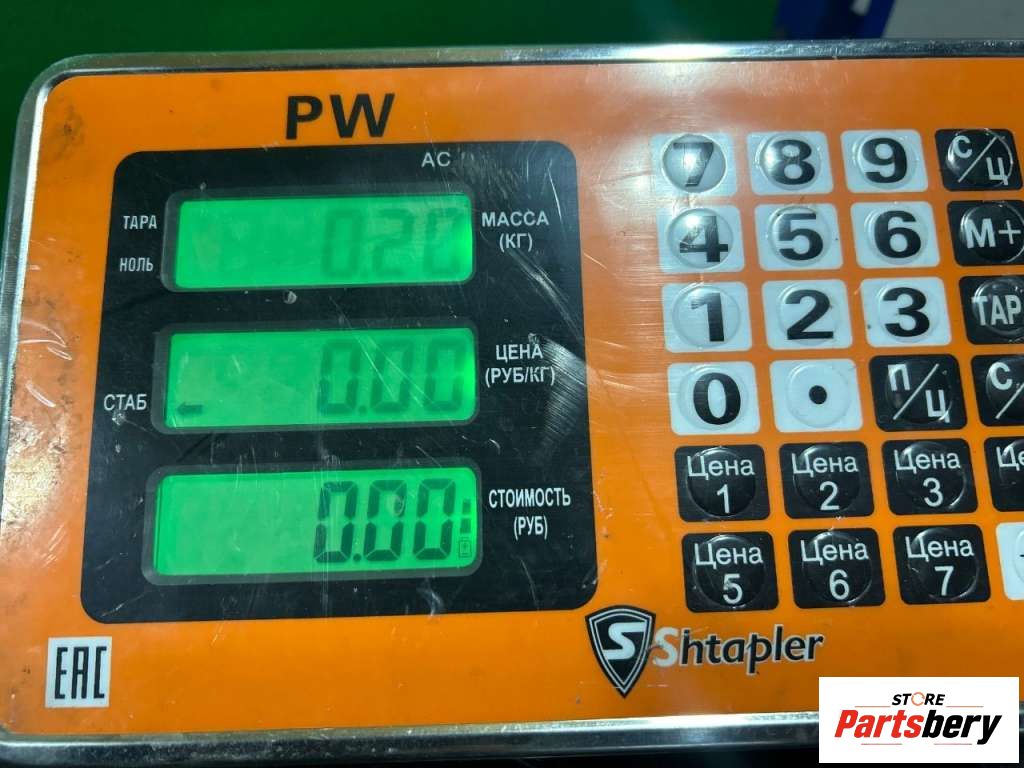 PW
AC
ТАРА
НОЛЬ
0.20
МАССА
(КГ)
СТАБ
0.00
ЦЕНА
(РУБ/КГ)
0.00
СТОИМОСТЬ
(РУБ)
7 8 9 С/Ц
4 5 6 М+
1 2 3 ТАР
0 . П/Ц С/
Цена 1 Цена 2 Цена 3 Це
Цена 5 Цена 6 Цена 7
S Shtapler
EAC
STORE
Partsbery